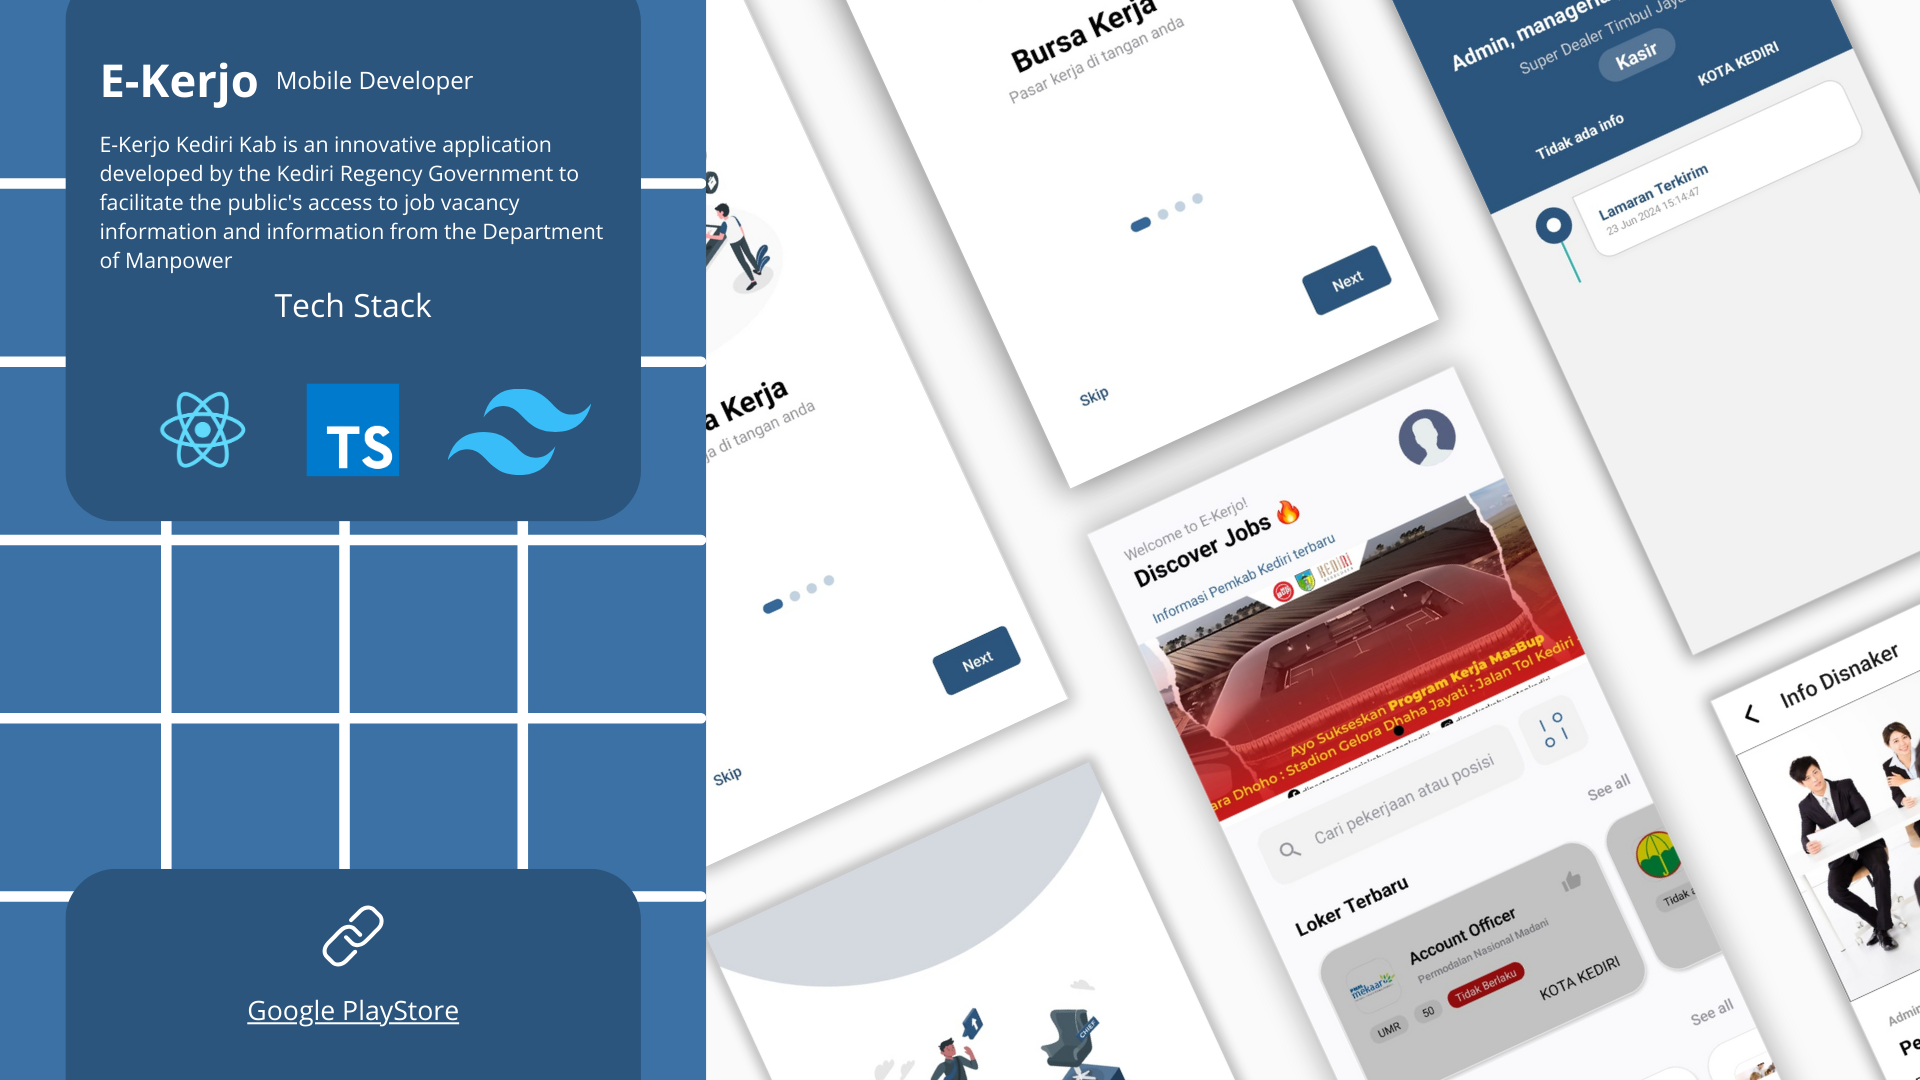 E-Kerjo Mobile Developer
E-Kerjo Kediri Kab is an innovative application
developed by the Kediri Regency Government to
facilitate the public's access to job vacancy
information and information from the Department
of Manpower
Tech Stack
TS
Google PlayStore
a Kerja
ja di tangan anda
Next
Skip
Bursa Kerja
Pasar kerja di tangan anda
Next
Skip
CHIEF
Admin, manageria
Super Dealer Timbul Jaya
Kasir
KOTA KEDIRI
Tidak ada info
Lamaran Terkirim
23 Jun 2024 15:14:47
Welcome to E-Kerjo!
Discover Jobs 🔥
Informasi Pemkab Kediri terbaru
KEDIRI
Ayo Sukseskan Program Kerja MasBup
ara Dhoho : Stadion Gelora Dhaha Jayati : Jalan Tol Kediri
Cari pekerjaan atau posisi
See all
Loker Terbaru
Account Officer
Permodalan Nasional Madani
mekaar
UMR
50
Tidak Berlaku
KOTA KEDIRI
Tidak a
See all
Info Disnaker
Admin
Pe